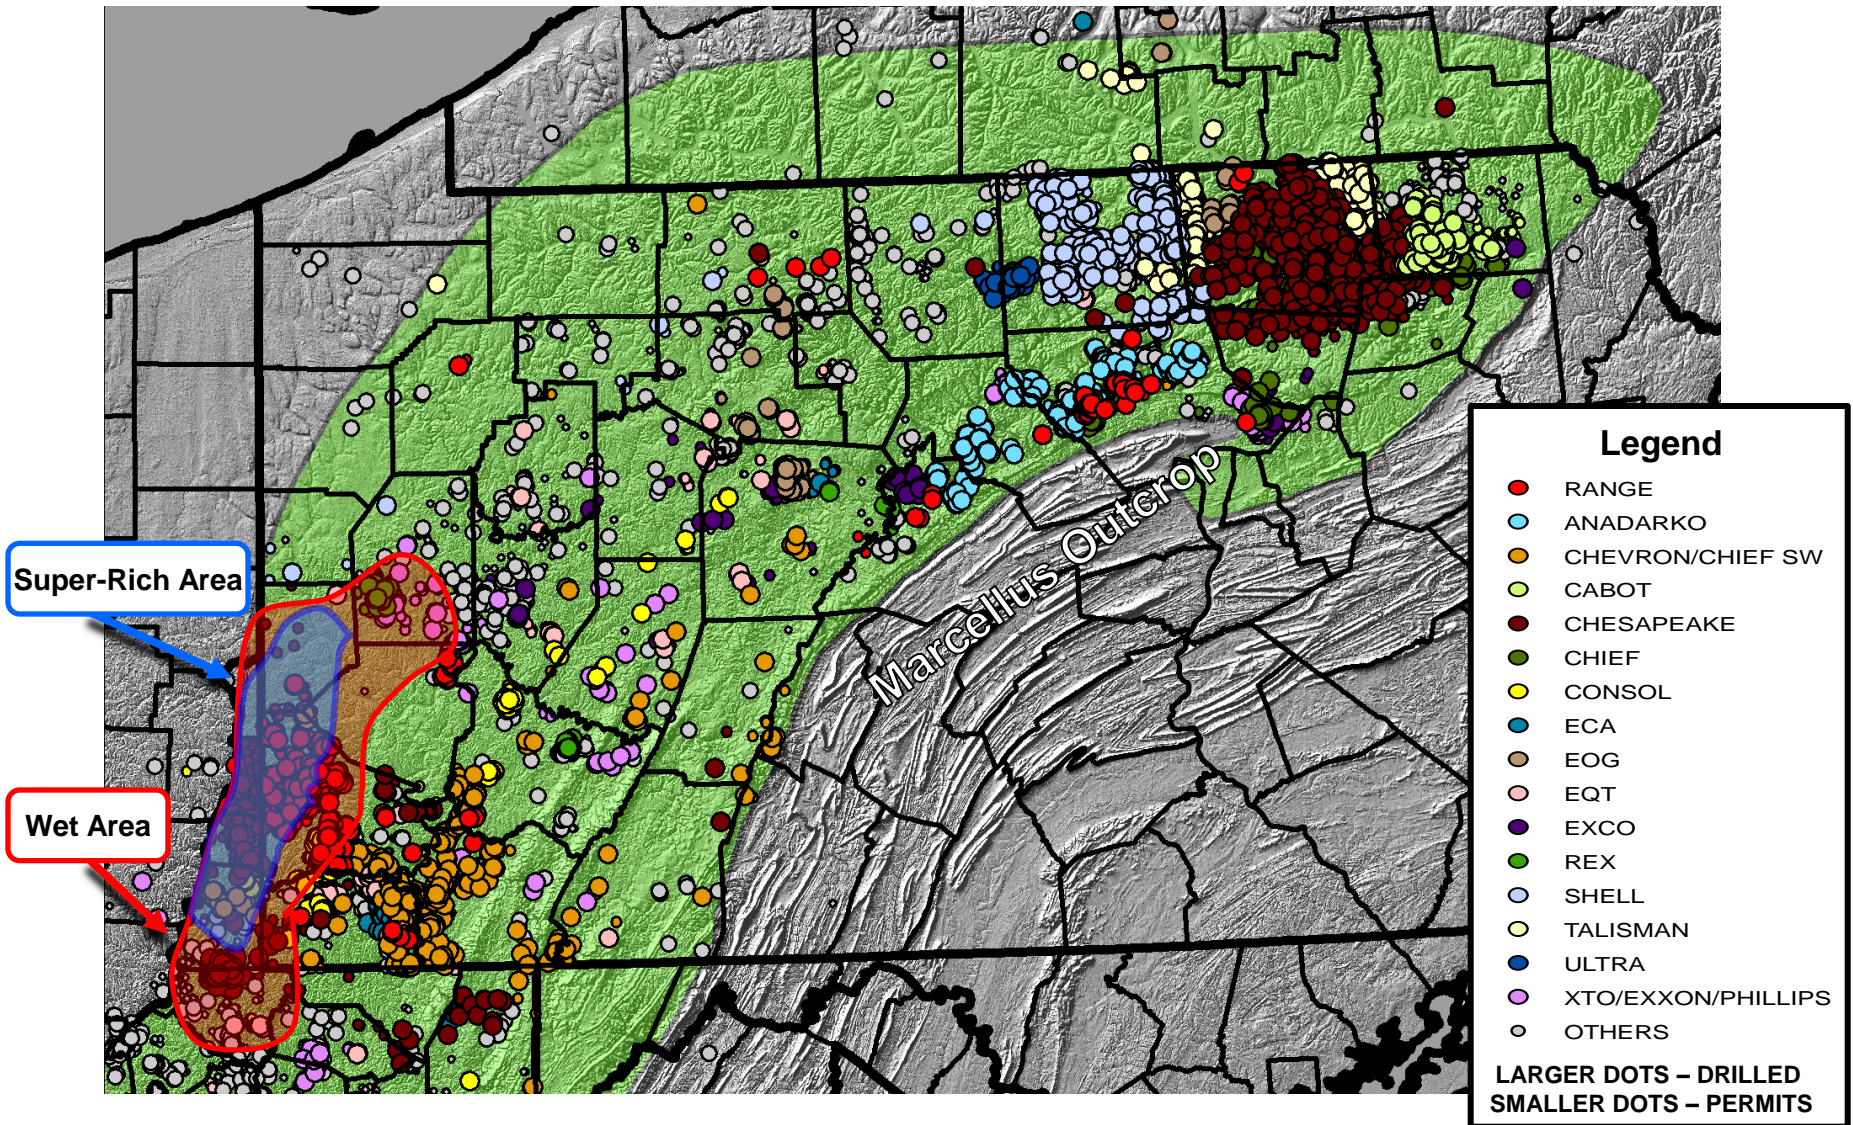 Super-Rich Area
Wet Area
Marcellus Outcrop
Legend
RANGE
ANADARKO
CHEVRON/CHIEF SW
CABOT
CHESAPEAKE
CHIEF
CONSOL
ECA
EOG
EQT
EXCO
REX
SHELL
TALISMAN
ULTRA
XTO/EXXON/PHILLIPS
OTHERS
LARGER DOTS – DRILLED
SMALLER DOTS – PERMITS